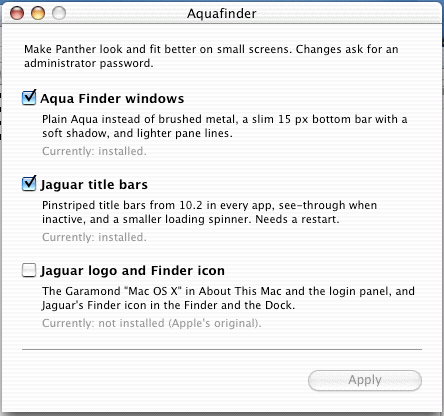 Aquafinder
Make Panther look and fit better on small screens. Changes ask for an
administrator password.
Aqua Finder windows
Plain Aqua instead of brushed metal, a slim 15 px bottom bar with a
soft shadow, and lighter pane lines.
Currently: installed.
Jaguar title bars
Pinstriped title bars from 10.2 in every app, see-through when
inactive, and a smaller loading spinner. Needs a restart.
Currently: installed.
Jaguar logo and Finder icon
The Garamond "Mac OS X" in About This Mac and the login panel, and
Jaguar's Finder icon in the Finder and the Dock.
Currently: not installed (Apple's original).
Apply